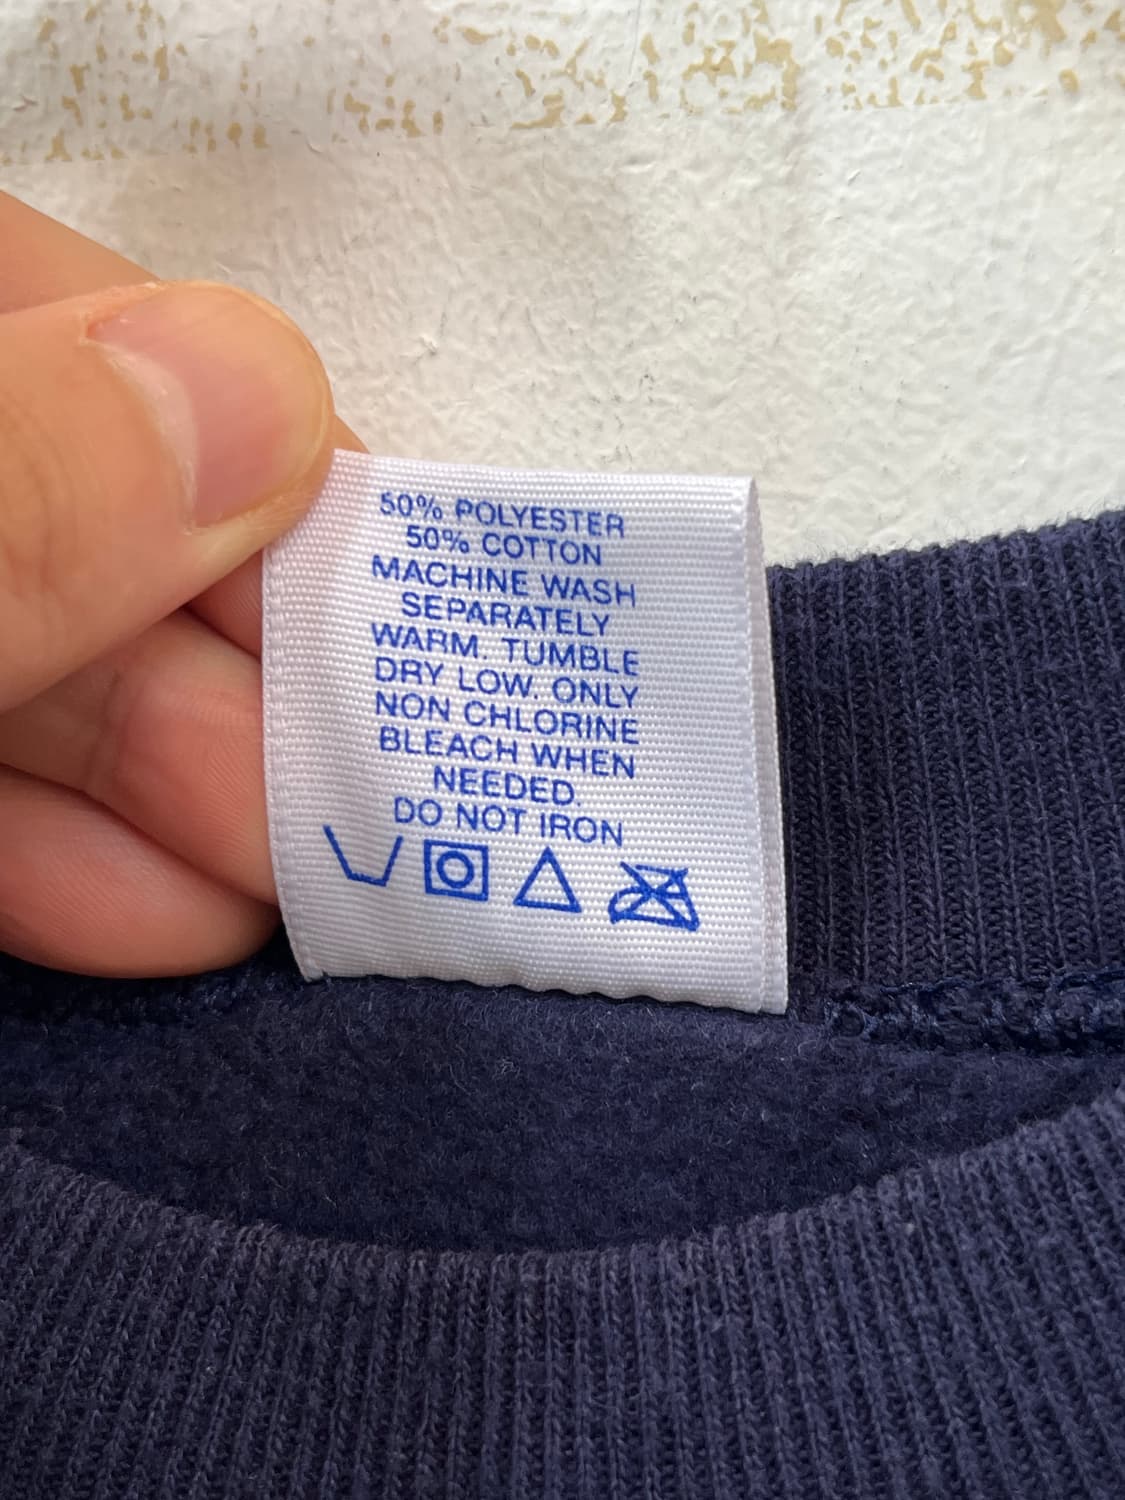 50% POLYESTER
50% COTTON
MACHINE WASH
SEPARATELY
WARM. TUMBLE
DRY LOW. ONLY
NON CHLORINE
BLEACH WHEN
NEEDED.
DO NOT IRON